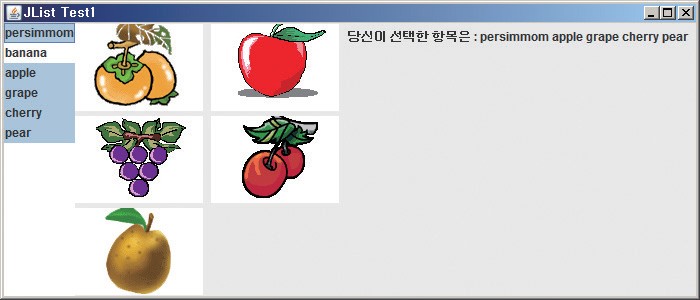 JList Test1
persimmom
banana
apple
grape
cherry
pear
당신이 선택한 항목은 : persimmom apple grape cherry pear